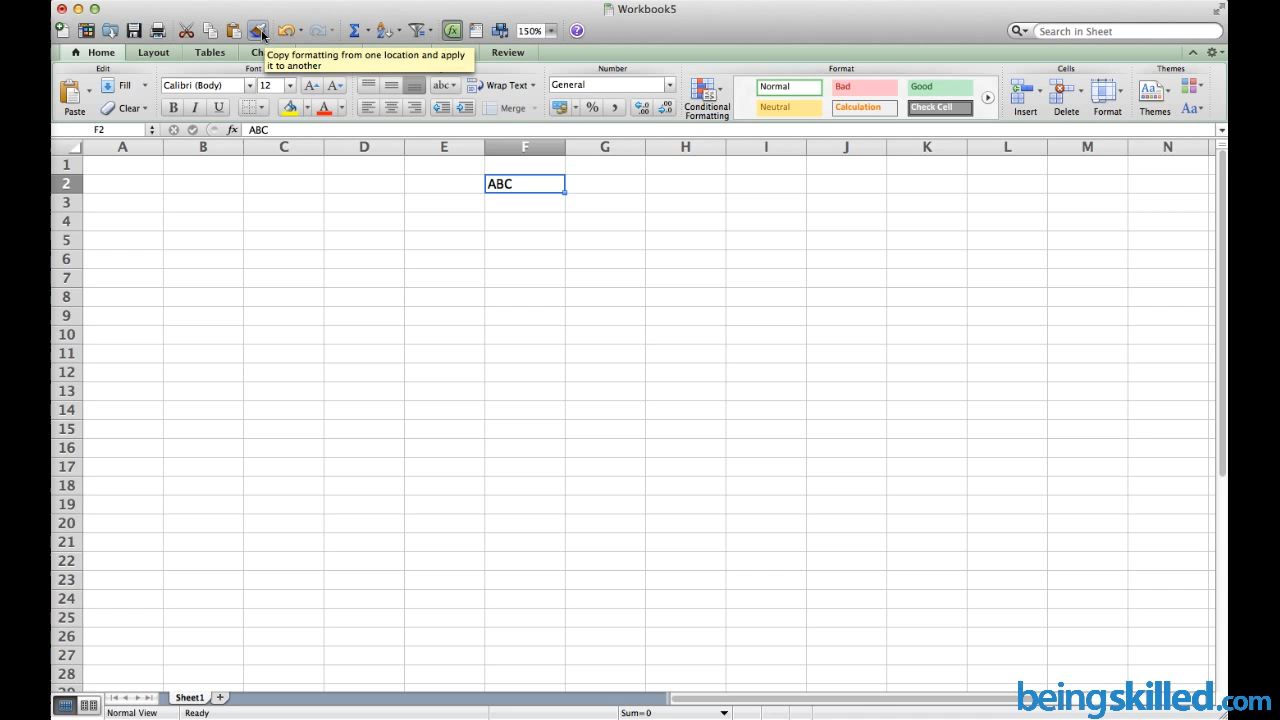 Workbook5
150%
Search in Sheet
Home Layout Tables Ch Review
Copy formatting from one location and apply
it to another
Edit Font Number Format Cells Themes
Paste Fill Calibri (Body) 12 abc Wrap Text General Conditional Formatting Normal Bad Good Insert Delete Format Themes
Clear B I U A Merge % Neutral Calculation Check Cell Aa
F2 fx ABC
A B C D E F G H I J K L M N
1
2 ABC
3
4
5
6
7
8
9
10
11
12
13
14
15
16
17
18
19
20
21
22
23
24
25
26
27
28
Sheet1
Normal View Ready Sum=0
beingskilled.com